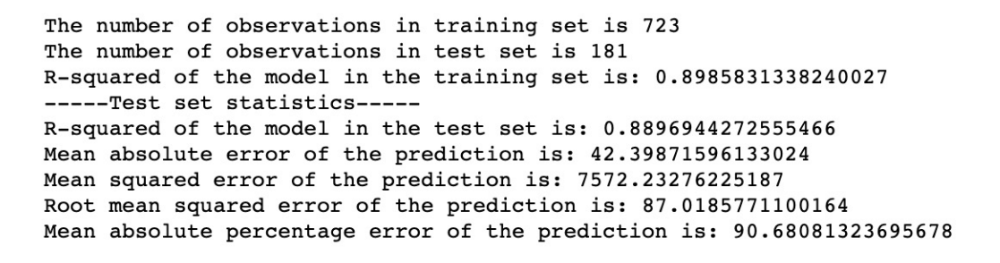 The number of observations in training set is 723
The number of observations in test set is 181
R-squared of the model in the training set is: 0.8985831338240027
-----Test set statistics-----
R-squared of the model in the test set is: 0.8896944272555466
Mean absolute error of the prediction is: 42.39871596133024
Mean squared error of the prediction is: 7572.23276225187
Root mean squared error of the prediction is: 87.0185771100164
Mean absolute percentage error of the prediction is: 90.68081323695678